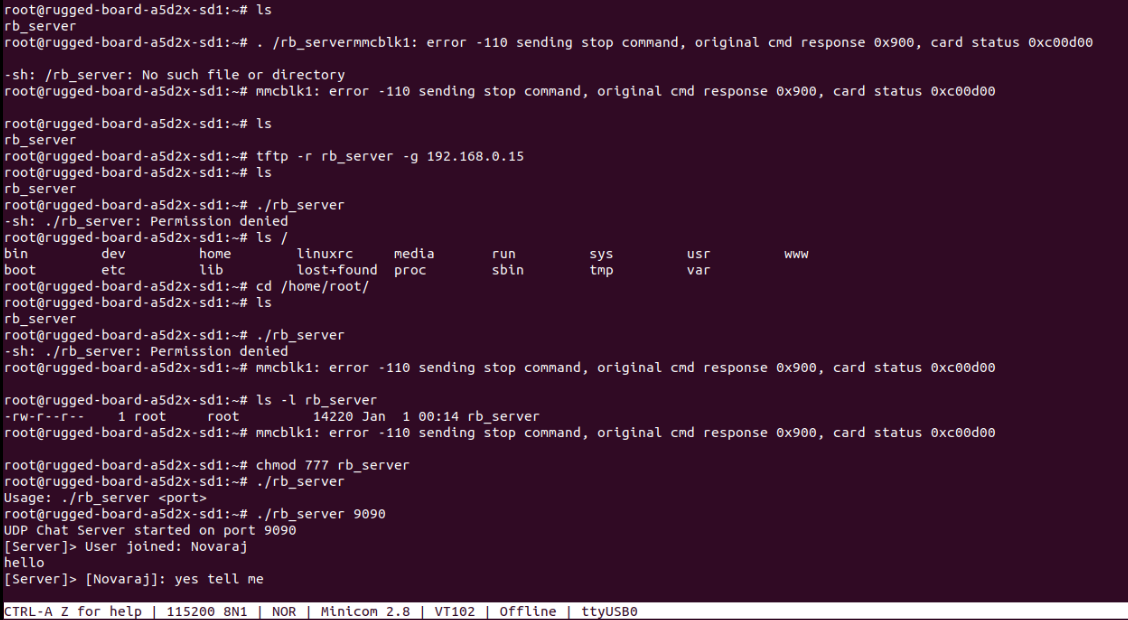 root@rugged-board-a5d2x-sd1:~# ls
rb_server
root@rugged-board-a5d2x-sd1:~# . /rb_servermmcblk1: error -110 sending stop command, original cmd response 0x900, card status 0xc00d00
-sh: /rb_server: No such file or directory
root@rugged-board-a5d2x-sd1:~# mmcblk1: error -110 sending stop command, original cmd response 0x900, card status 0xc00d00
root@rugged-board-a5d2x-sd1:~# ls
rb_server
root@rugged-board-a5d2x-sd1:~# tftp -r rb_server -g 192.168.0.15
root@rugged-board-a5d2x-sd1:~# ls
rb_server
root@rugged-board-a5d2x-sd1:~# ./rb_server
-sh: ./rb_server: Permission denied
root@rugged-board-a5d2x-sd1:~# ls /
bin         dev         home        linuxrc     media       run         sys         usr         www
boot        etc         lib         lost+found  proc        sbin        tmp         var
root@rugged-board-a5d2x-sd1:~# cd /home/root/
root@rugged-board-a5d2x-sd1:~# ls
rb_server
root@rugged-board-a5d2x-sd1:~# ./rb_server
-sh: ./rb_server: Permission denied
root@rugged-board-a5d2x-sd1:~# mmcblk1: error -110 sending stop command, original cmd response 0x900, card status 0xc00d00
root@rugged-board-a5d2x-sd1:~# ls -l rb_server
-rw-r--r--    1 root     root         14220 Jan  1 00:14 rb_server
root@rugged-board-a5d2x-sd1:~# mmcblk1: error -110 sending stop command, original cmd response 0x900, card status 0xc00d00
root@rugged-board-a5d2x-sd1:~# chmod 777 rb_server
root@rugged-board-a5d2x-sd1:~# ./rb_server
Usage: ./rb_server <port>
root@rugged-board-a5d2x-sd1:~# ./rb_server 9090
UDP Chat Server started on port 9090
[Server]> User joined: Novaraj
hello
[Server]> [Novaraj]: yes tell me
CTRL-A Z for help | 115200 8N1 | NOR | Minicom 2.8 | VT102 | Offline | ttyUSB0